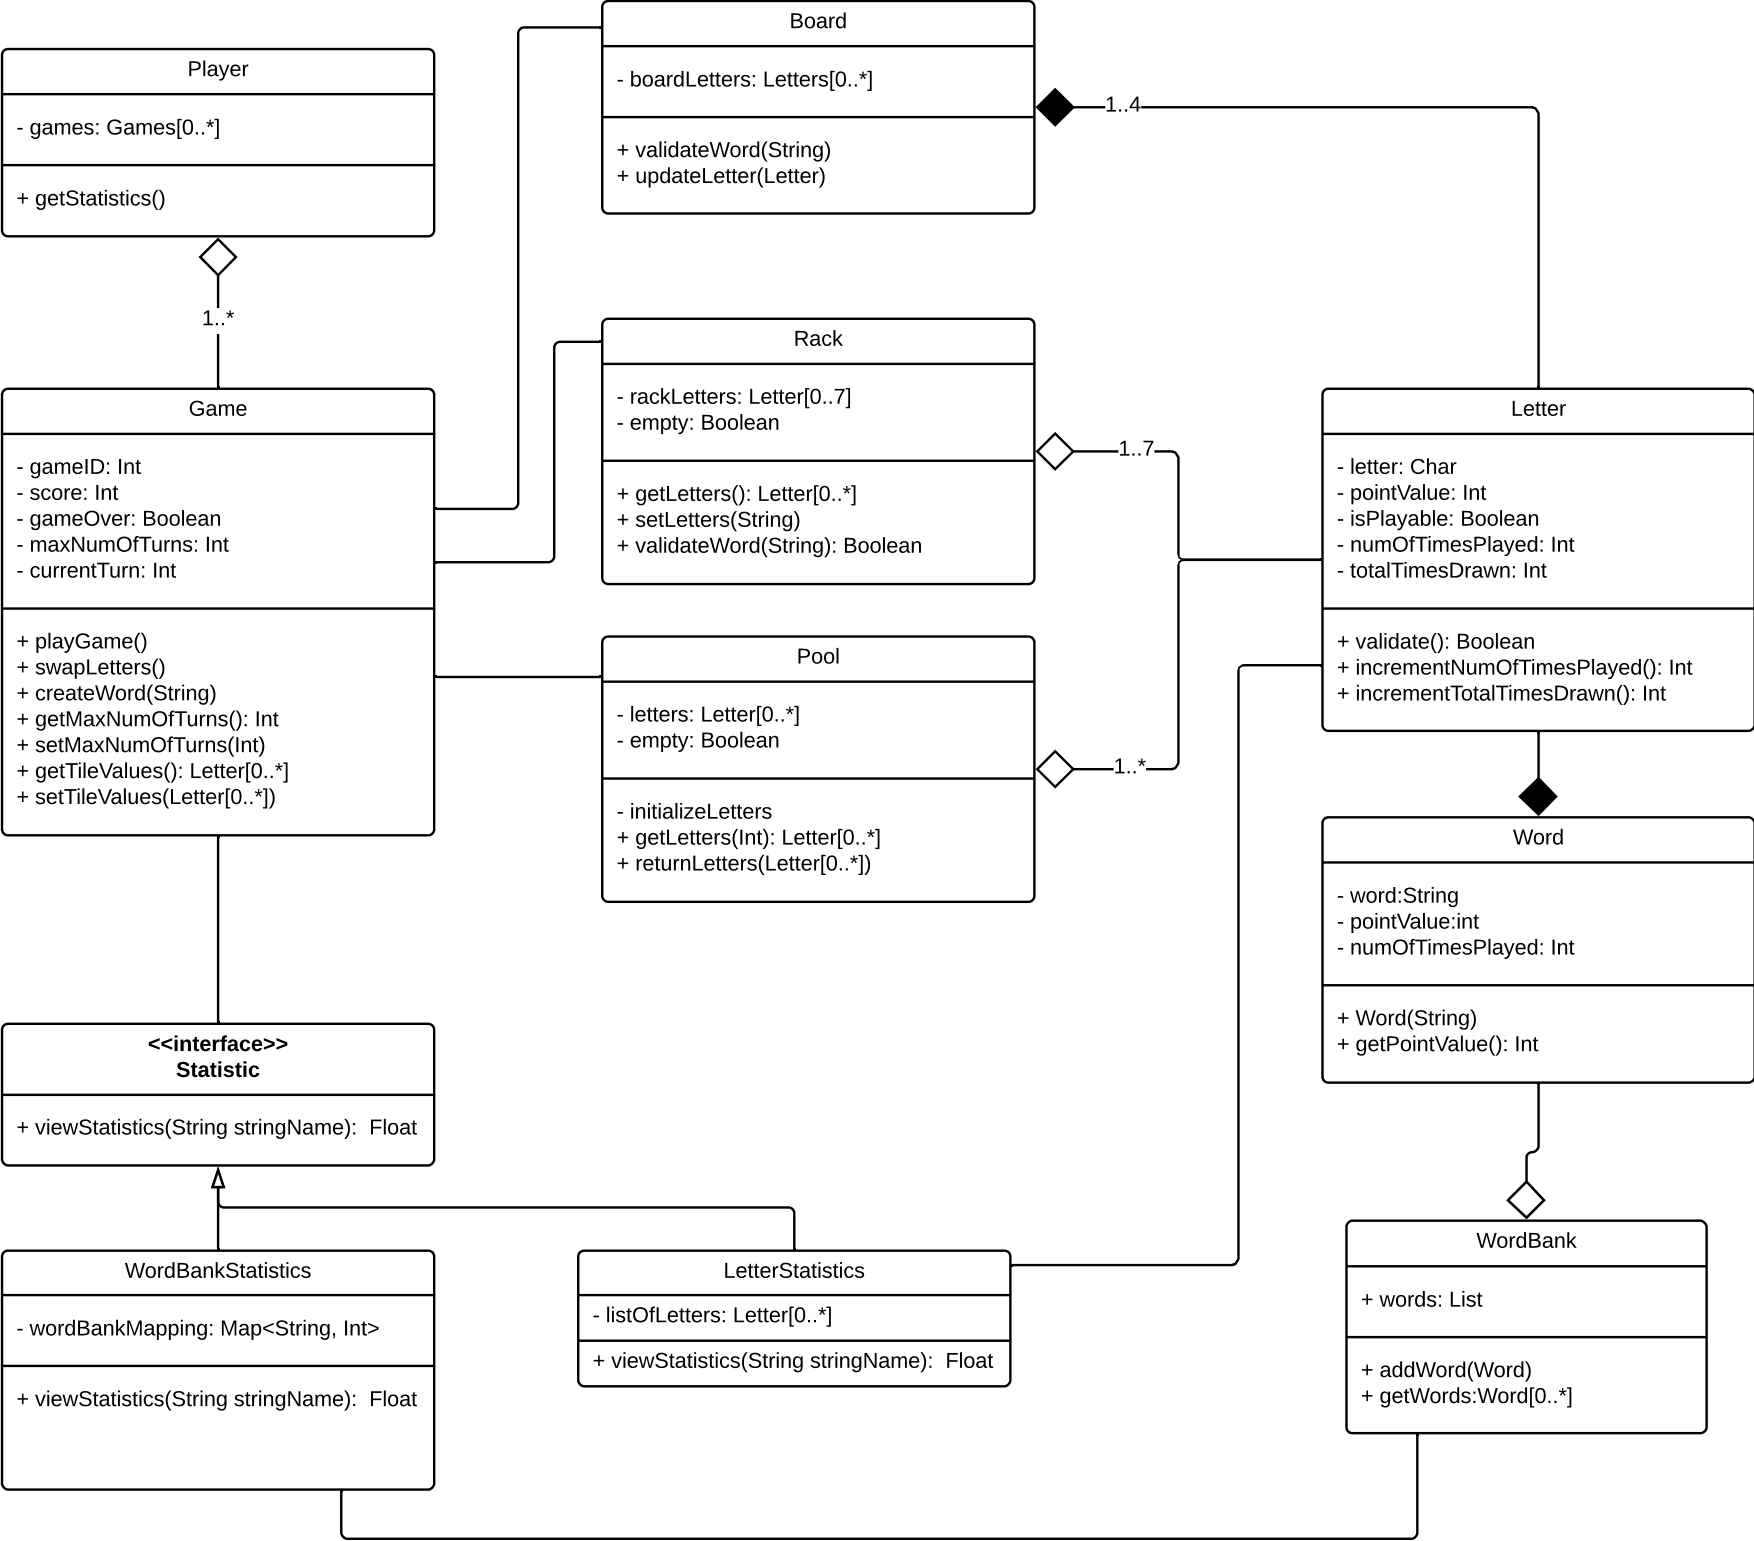 Player
- games: Games[0..*]
+ getStatistics()
1..*
Game
- gameID: Int
- score: Int
- gameOver: Boolean
- maxNumOfTurns: Int
- currentTurn: Int
+ playGame()
+ swapLetters()
+ createWord(String)
+ getMaxNumOfTurns(): Int
+ setMaxNumOfTurns(Int)
+ getTileValues(): Letter[0..*]
+ setTileValues(Letter[0..*])
<<interface>>
Statistic
+ viewStatistics(String stringName):  Float
WordBankStatistics
- wordBankMapping: Map<String, Int>
+ viewStatistics(String stringName):  Float
Board
- boardLetters: Letters[0..*]
+ validateWord(String)
+ updateLetter(Letter)
1..4
Rack
- rackLetters: Letter[0..7]
- empty: Boolean
+ getLetters(): Letter[0..*]
+ setLetters(String)
+ validateWord(String): Boolean
1..7
Pool
- letters: Letter[0..*]
- empty: Boolean
- initializeLetters
+ getLetters(Int): Letter[0..*]
+ returnLetters(Letter[0..*])
1..*
LetterStatistics
- listOfLetters: Letter[0..*]
+ viewStatistics(String stringName):  Float
Letter
- letter: Char
- pointValue: Int
- isPlayable: Boolean
- numOfTimesPlayed: Int
- totalTimesDrawn: Int
+ validate(): Boolean
+ incrementNumOfTimesPlayed(): Int
+ incrementTotalTimesDrawn(): Int
Word
- word:String
- pointValue:int
- numOfTimesPlayed: Int
+ Word(String)
+ getPointValue(): Int
WordBank
+ words: List
+ addWord(Word)
+ getWords:Word[0..*]